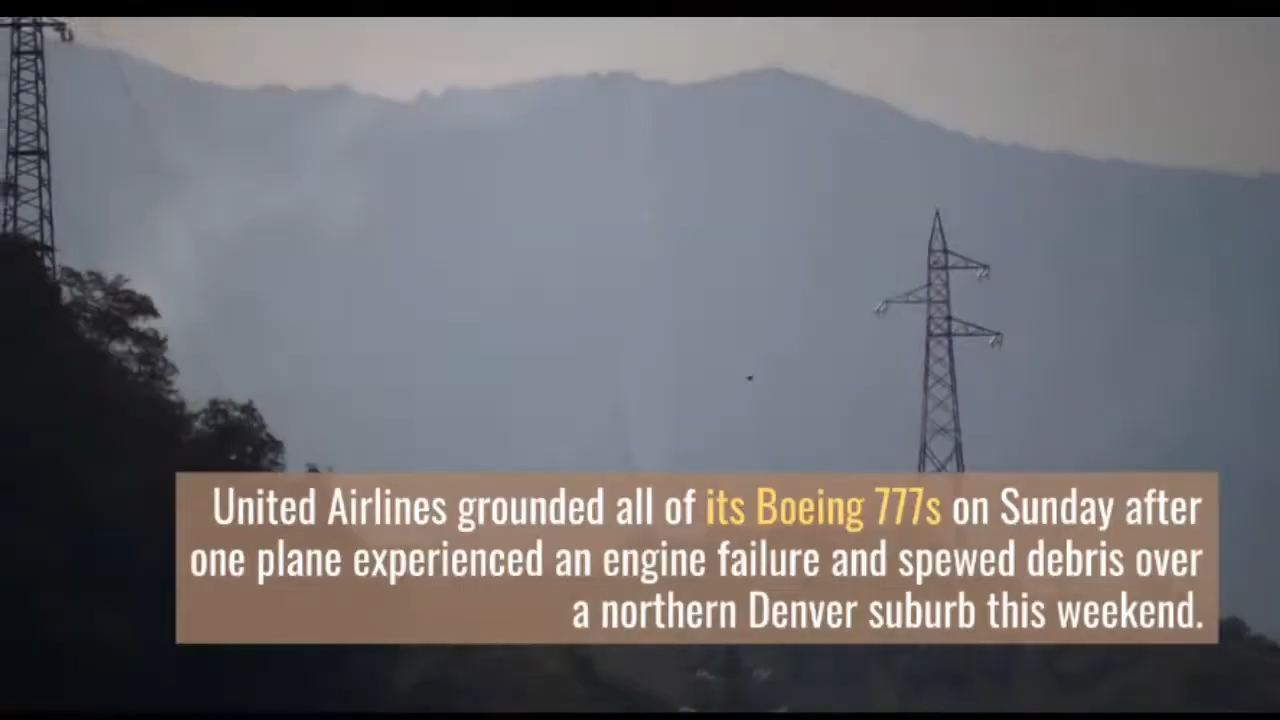 United Airlines grounded all of its Boeing 777s on Sunday after
one plane experienced an engine failure and spewed debris over
a northern Denver suburb this weekend.